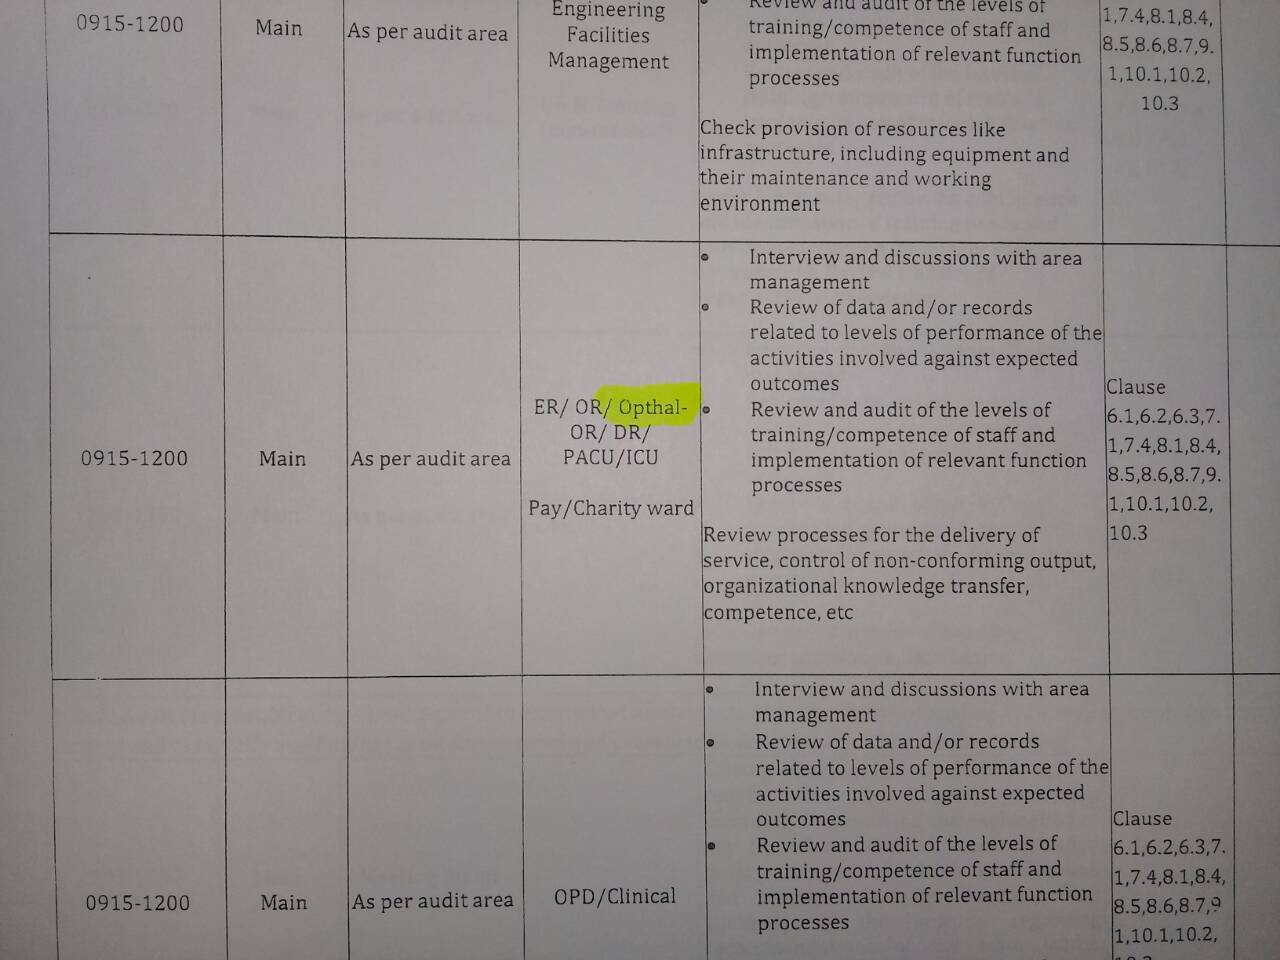 Engineering
Facilities
Management
0915-1200
Main
As per audit area
Review and audit of the levels of
training/competence of staff and
implementation of relevant function
processes
Check provision of resources like
infrastructure, including equipment and
their maintenance and working
environment
1,7.4,8.1,8.4,
8.5,8.6,8.7,9.
1,10.1,10.2,
10.3
0915-1200
Main
As per audit area
ER/ OR/ Opthal-
OR/ DR/
PACU/ICU
Pay/Charity ward
Interview and discussions with area
management
Review of data and/or records
related to levels of performance of the
activities involved against expected
outcomes
Review and audit of the levels of
training/competence of staff and
implementation of relevant function
processes
Review processes for the delivery of
service, control of non-conforming output,
organizational knowledge transfer,
competence, etc
Clause
6.1,6.2,6.3,7.
1,7.4,8.1,8.4,
8.5,8.6,8.7,9.
1,10.1,10.2,
10.3
0915-1200
Main
As per audit area
OPD/Clinical
Interview and discussions with area
management
Review of data and/or records
related to levels of performance of the
activities involved against expected
outcomes
Review and audit of the levels of
training/competence of staff and
implementation of relevant function
processes
Clause
6.1,6.2,6.3,7.
1,7.4,8.1,8.4,
8.5,8.6,8.7,9
1,10.1,10.2,